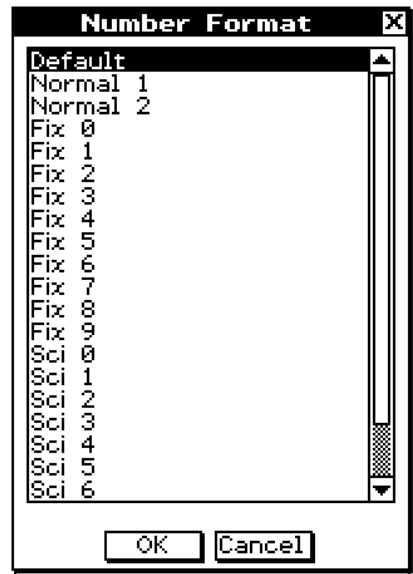 Number Format
Default
Normal 1
Normal 2
Fix 0
Fix 1
Fix 2
Fix 3
Fix 4
Fix 5
Fix 6
Fix 7
Fix 8
Fix 9
Sci 0
Sci 1
Sci 2
Sci 3
Sci 4
Sci 5
Sci 6
OK Cancel